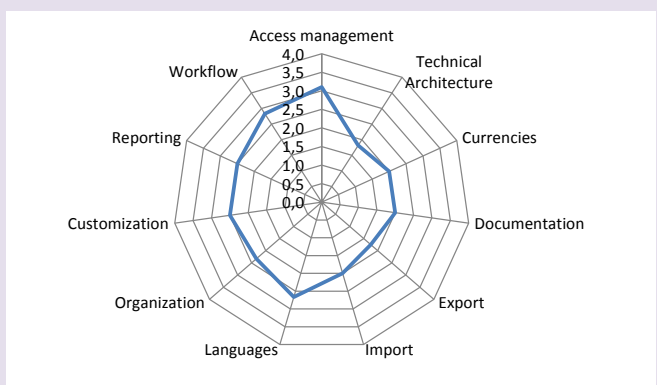 Access management
Technical
Architecture
Currencies
Documentation
Export
Import
Languages
Organization
Customization
Reporting
Workflow
4,0
3,5
3,0
2,5
2,0
1,5
1,0
0,5
0,0